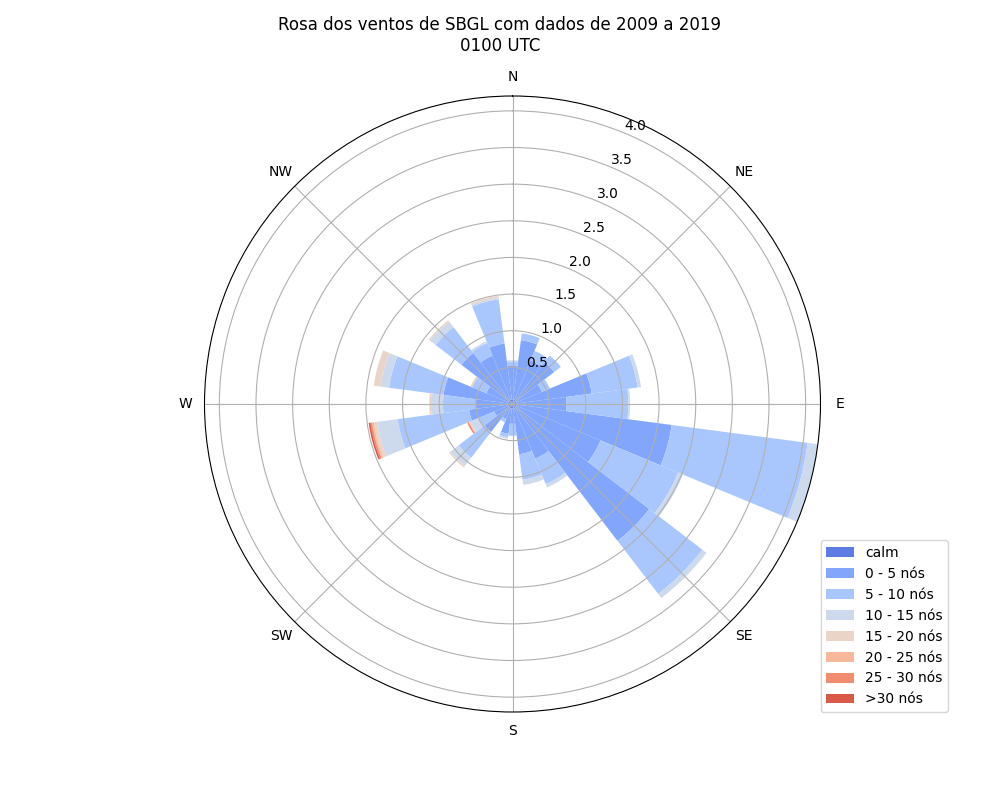 Rosa dos ventos de SBGL com dados de 2009 a 2019
0100 UTC
N
NW
NE
4.0
3.5
3.0
2.5
2.0
1.5
1.0
0.5
W
E
SW
SE
S
calm
0 - 5 nós
5 - 10 nós
10 - 15 nós
15 - 20 nós
20 - 25 nós
25 - 30 nós
>30 nós